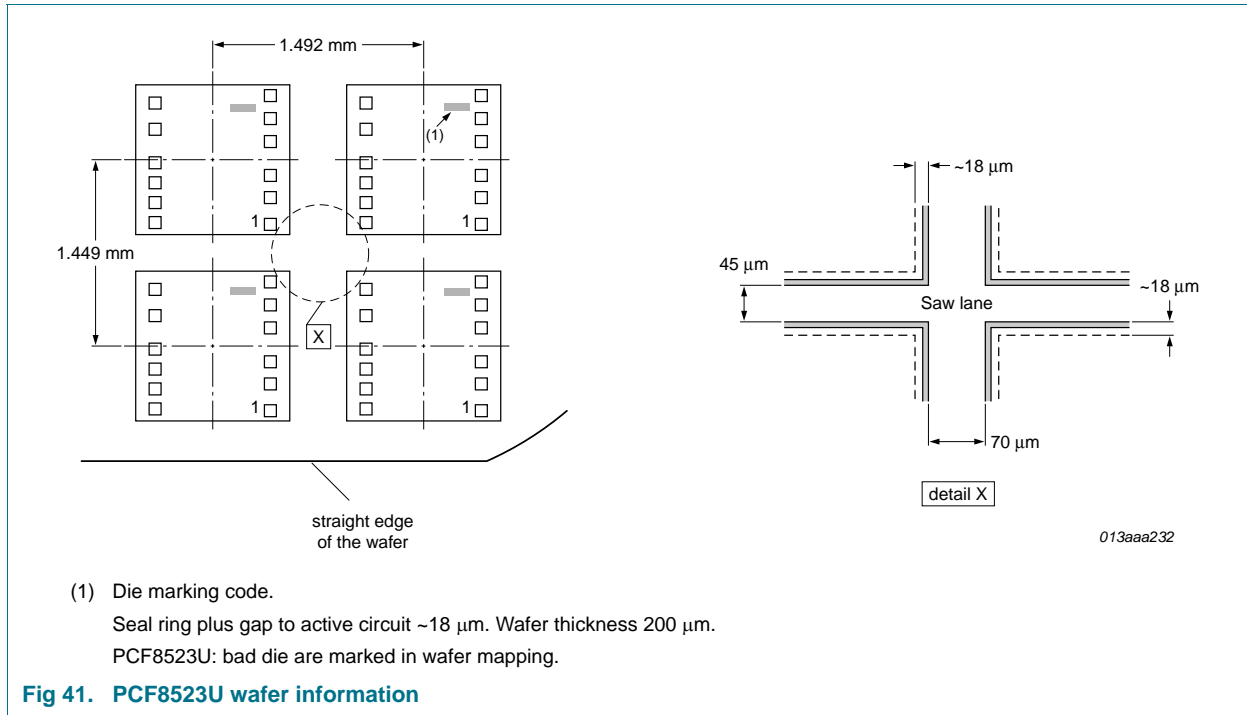 1.492 mm
(1)
1
1
1.449 mm
X
1
1
straight edge
of the wafer
~18 μm
45 μm
~18 μm
Saw lane
70 μm
detail X
013aaa232
(1) Die marking code.
Seal ring plus gap to active circuit ~18 μm. Wafer thickness 200 μm.
PCF8523U: bad die are marked in wafer mapping.
Fig 41. PCF8523U wafer information